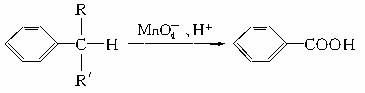 R
C—H
R′
MnO₄⁻ ,H⁺
COOH